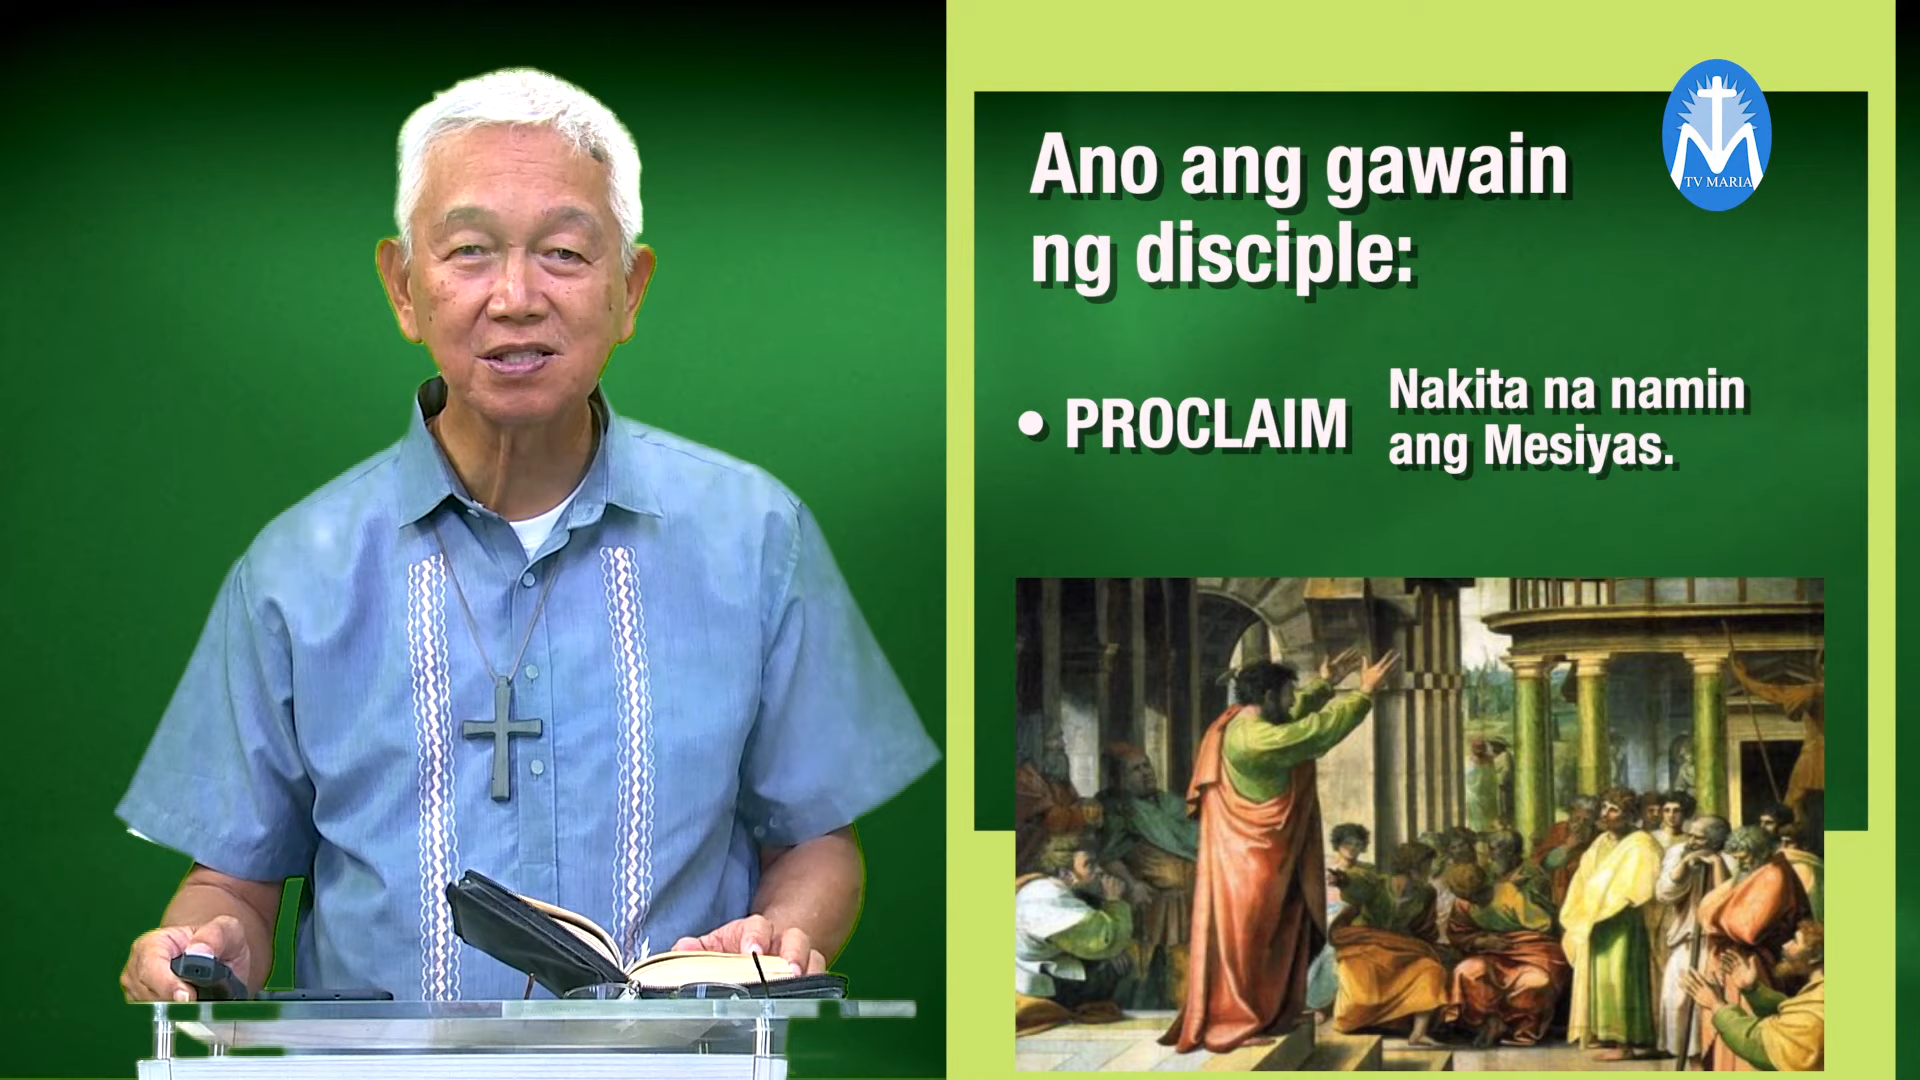 Ano ang gawain
ng disciple:
• PROCLAIM
Nakita na namin
ang Mesiyas.
TV MARIA